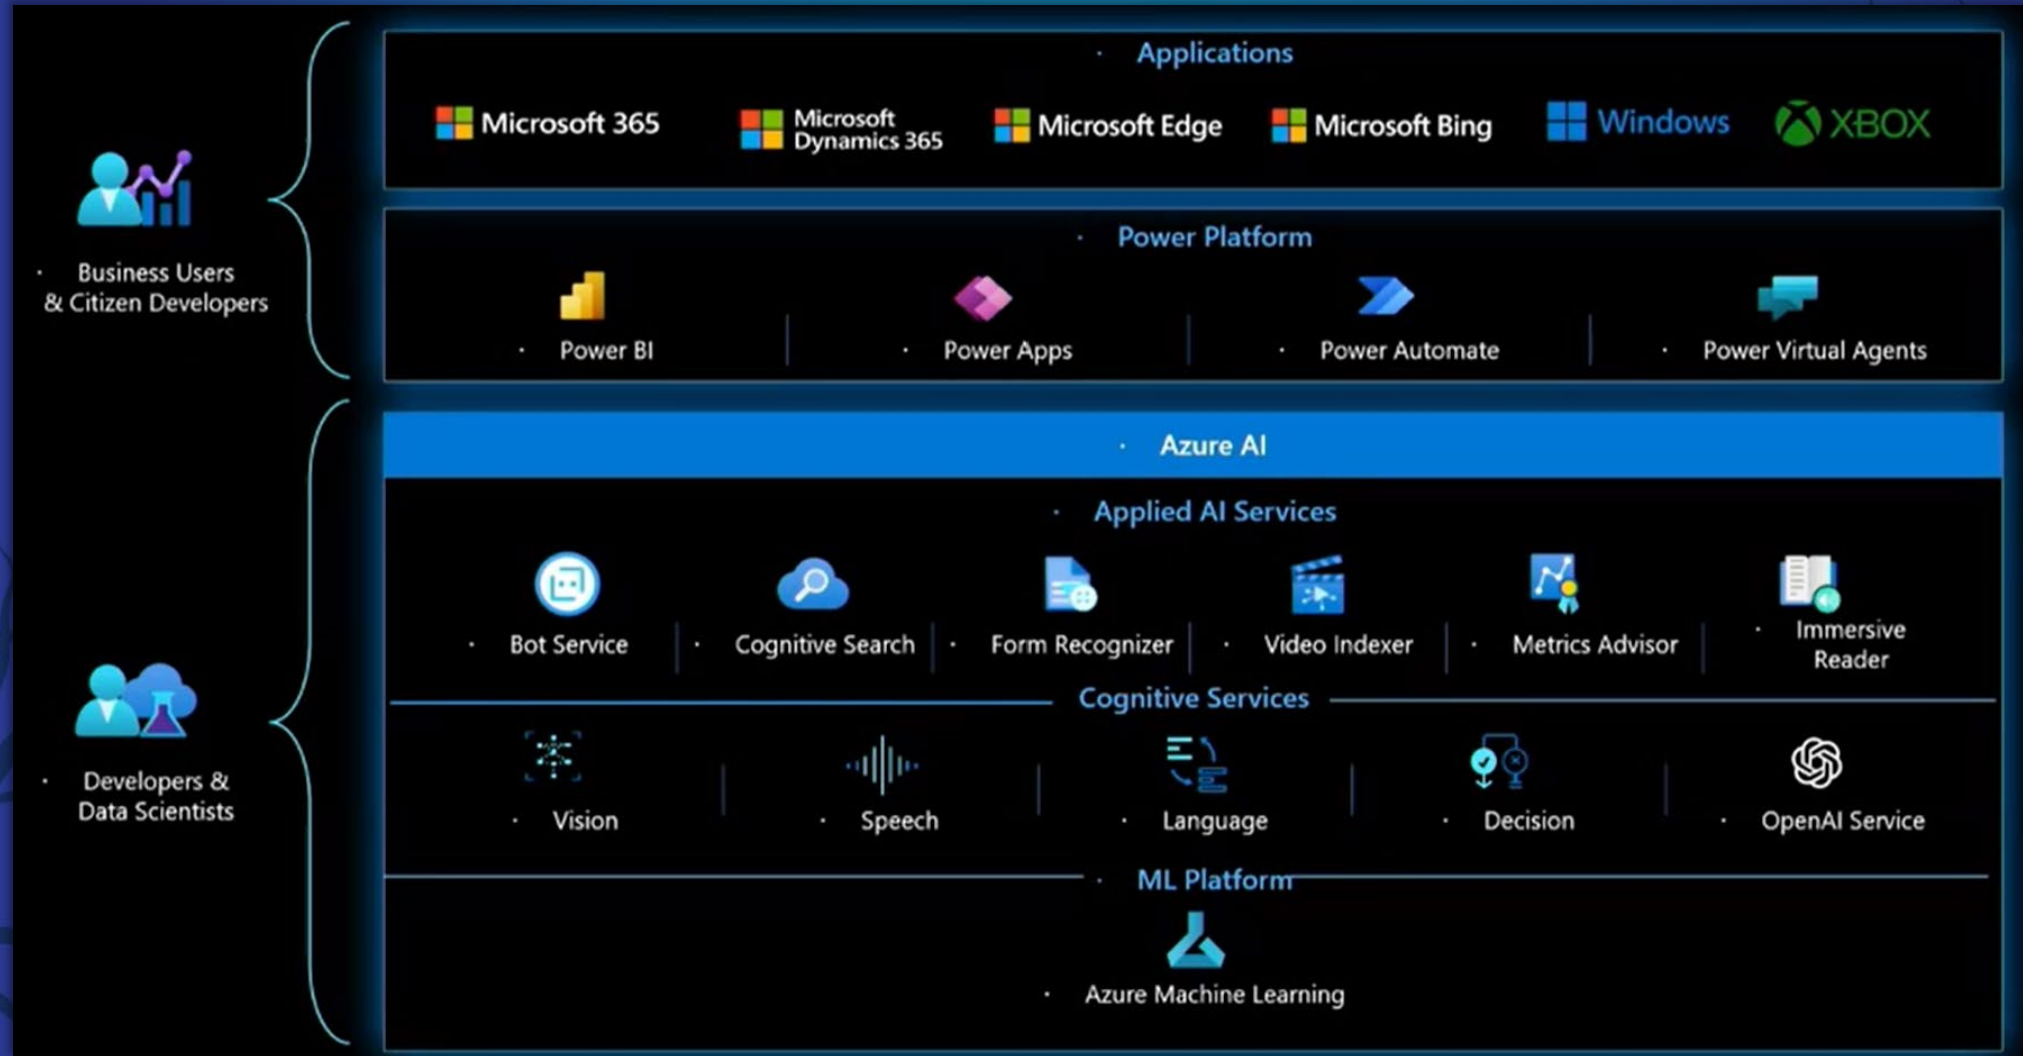 Applications
Microsoft 365
Microsoft
Dynamics 365
Microsoft Edge
Microsoft Bing
Windows
XBOX
Business Users
& Citizen Developers
Power Platform
Power BI
Power Apps
Power Automate
Power Virtual Agents
Azure AI
Applied AI Services
Bot Service
Cognitive Search
Form Recognizer
Video Indexer
Metrics Advisor
Immersive
Reader
Developers &
Data Scientists
Cognitive Services
Vision
Speech
Language
Decision
OpenAI Service
ML Platform
Azure Machine Learning